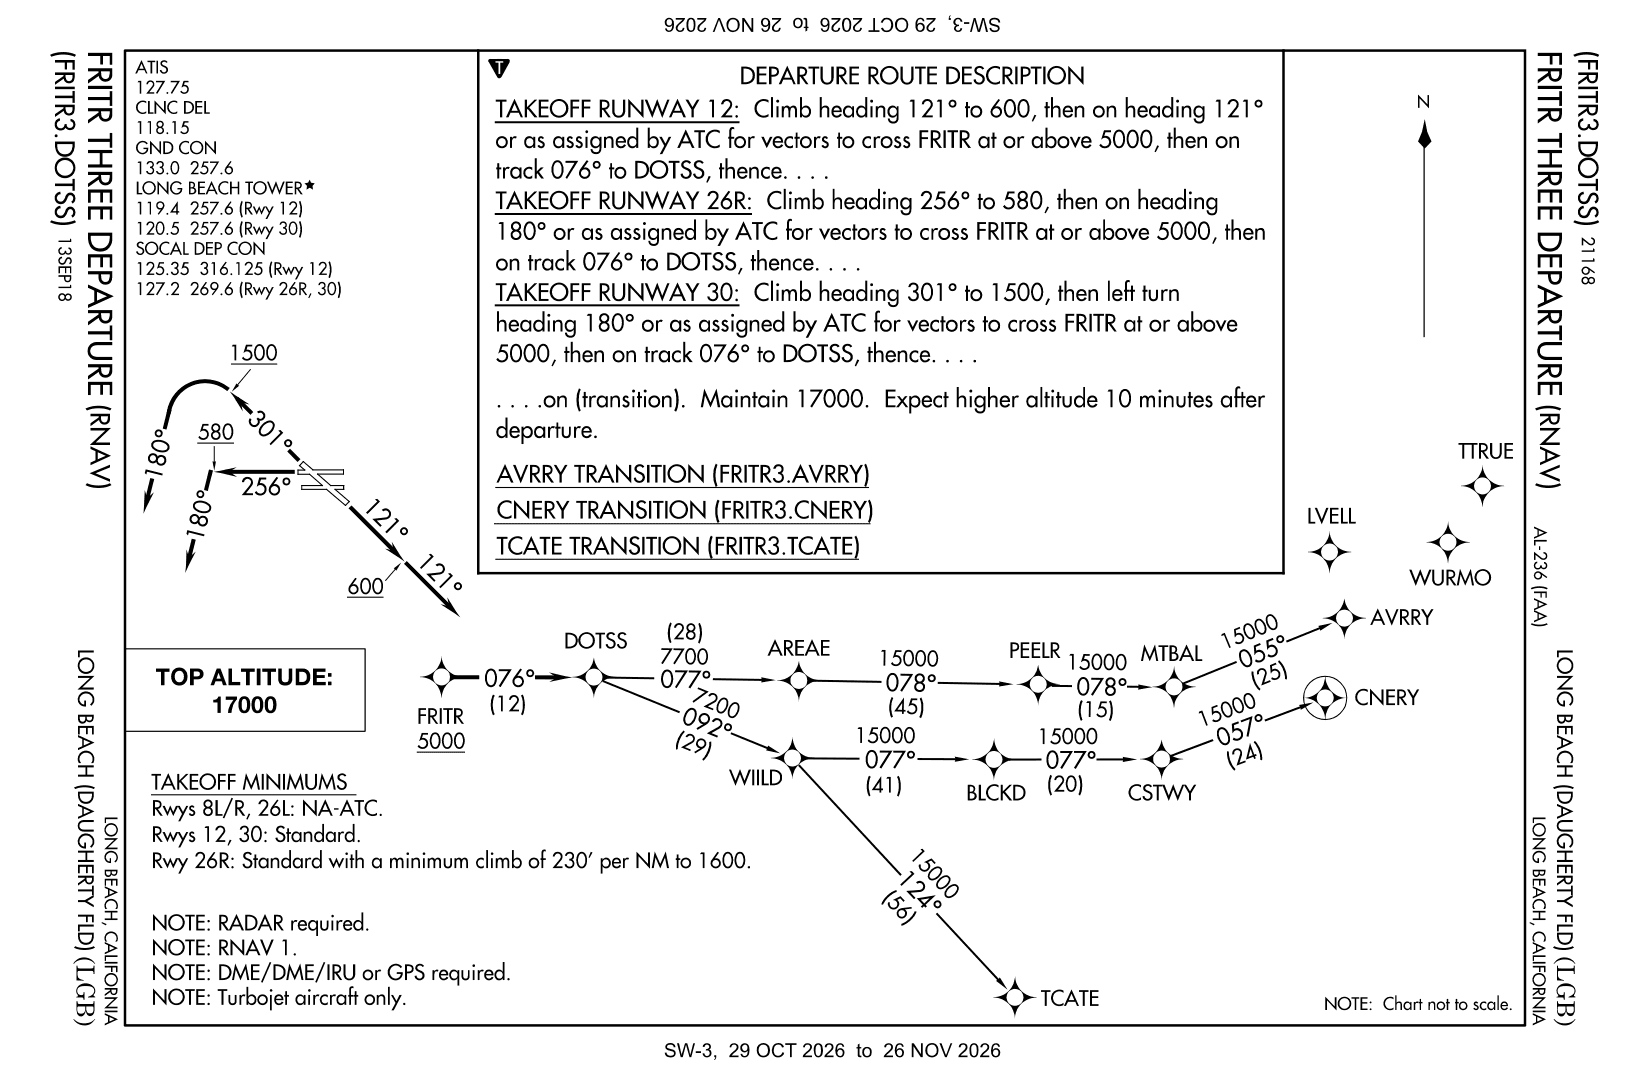 SW-3, 29 OCT 2026 to 26 NOV 2026
(FRITR3.DOTSS) 13SEP18
FRITR THREE DEPARTURE (RNAV)
LONG BEACH (DAUGHERTY FLD) (LGB)
LONG BEACH, CALIFORNIA
ATIS
127.75
CLNC DEL
118.15
GND CON
133.0 257.6
LONG BEACH TOWER★
119.4 257.6 (Rwy 12)
120.5 257.6 (Rwy 30)
SOCAL DEP CON
125.35 316.125 (Rwy 12)
127.2 269.6 (Rwy 26R, 30)
T
DEPARTURE ROUTE DESCRIPTION
TAKEOFF RUNWAY 12: Climb heading 121° to 600, then on heading 121°
or as assigned by ATC for vectors to cross FRITR at or above 5000, then on
track 076° to DOTSS, thence. . . .
TAKEOFF RUNWAY 26R: Climb heading 256° to 580, then on heading
180° or as assigned by ATC for vectors to cross FRITR at or above 5000, then
on track 076° to DOTSS, thence. . . .
TAKEOFF RUNWAY 30: Climb heading 301° to 1500, then left turn
heading 180° or as assigned by ATC for vectors to cross FRITR at or above
5000, then on track 076° to DOTSS, thence. . . .
. . . .on (transition). Maintain 17000. Expect higher altitude 10 minutes after
departure.
AVRRY TRANSITION (FRITR3.AVRRY)
CNERY TRANSITION (FRITR3.CNERY)
TCATE TRANSITION (FRITR3.TCATE)
N
1500
301°
180°
580
256°
180°
121°
600
121°
TTRUE
LVELL
WURMO
AVRRY
CNERY
TOP ALTITUDE:
17000
FRITR
5000
076°
(12)
DOTSS
(28)
7700
077°
AREAE
15000
078°
(45)
PEELR
15000
078°
(15)
MTBAL
15000
055°
(25)
7200
092°
(29)
WIILD
15000
077°
(41)
BLCKD
15000
077°
(20)
CSTWY
15000
057°
(24)
15000
124°
(56)
TCATE
TAKEOFF MINIMUMS
Rwys 8L/R, 26L: NA-ATC.
Rwys 12, 30: Standard.
Rwy 26R: Standard with a minimum climb of 230′ per NM to 1600.
NOTE: RADAR required.
NOTE: RNAV 1.
NOTE: DME/DME/IRU or GPS required.
NOTE: Turbojet aircraft only.
NOTE: Chart not to scale.
(FRITR3.DOTSS) 21168
FRITR THREE DEPARTURE (RNAV)
AL-236 (FAA)
LONG BEACH (DAUGHERTY FLD) (LGB)
LONG BEACH, CALIFORNIA
SW-3, 29 OCT 2026 to 26 NOV 2026